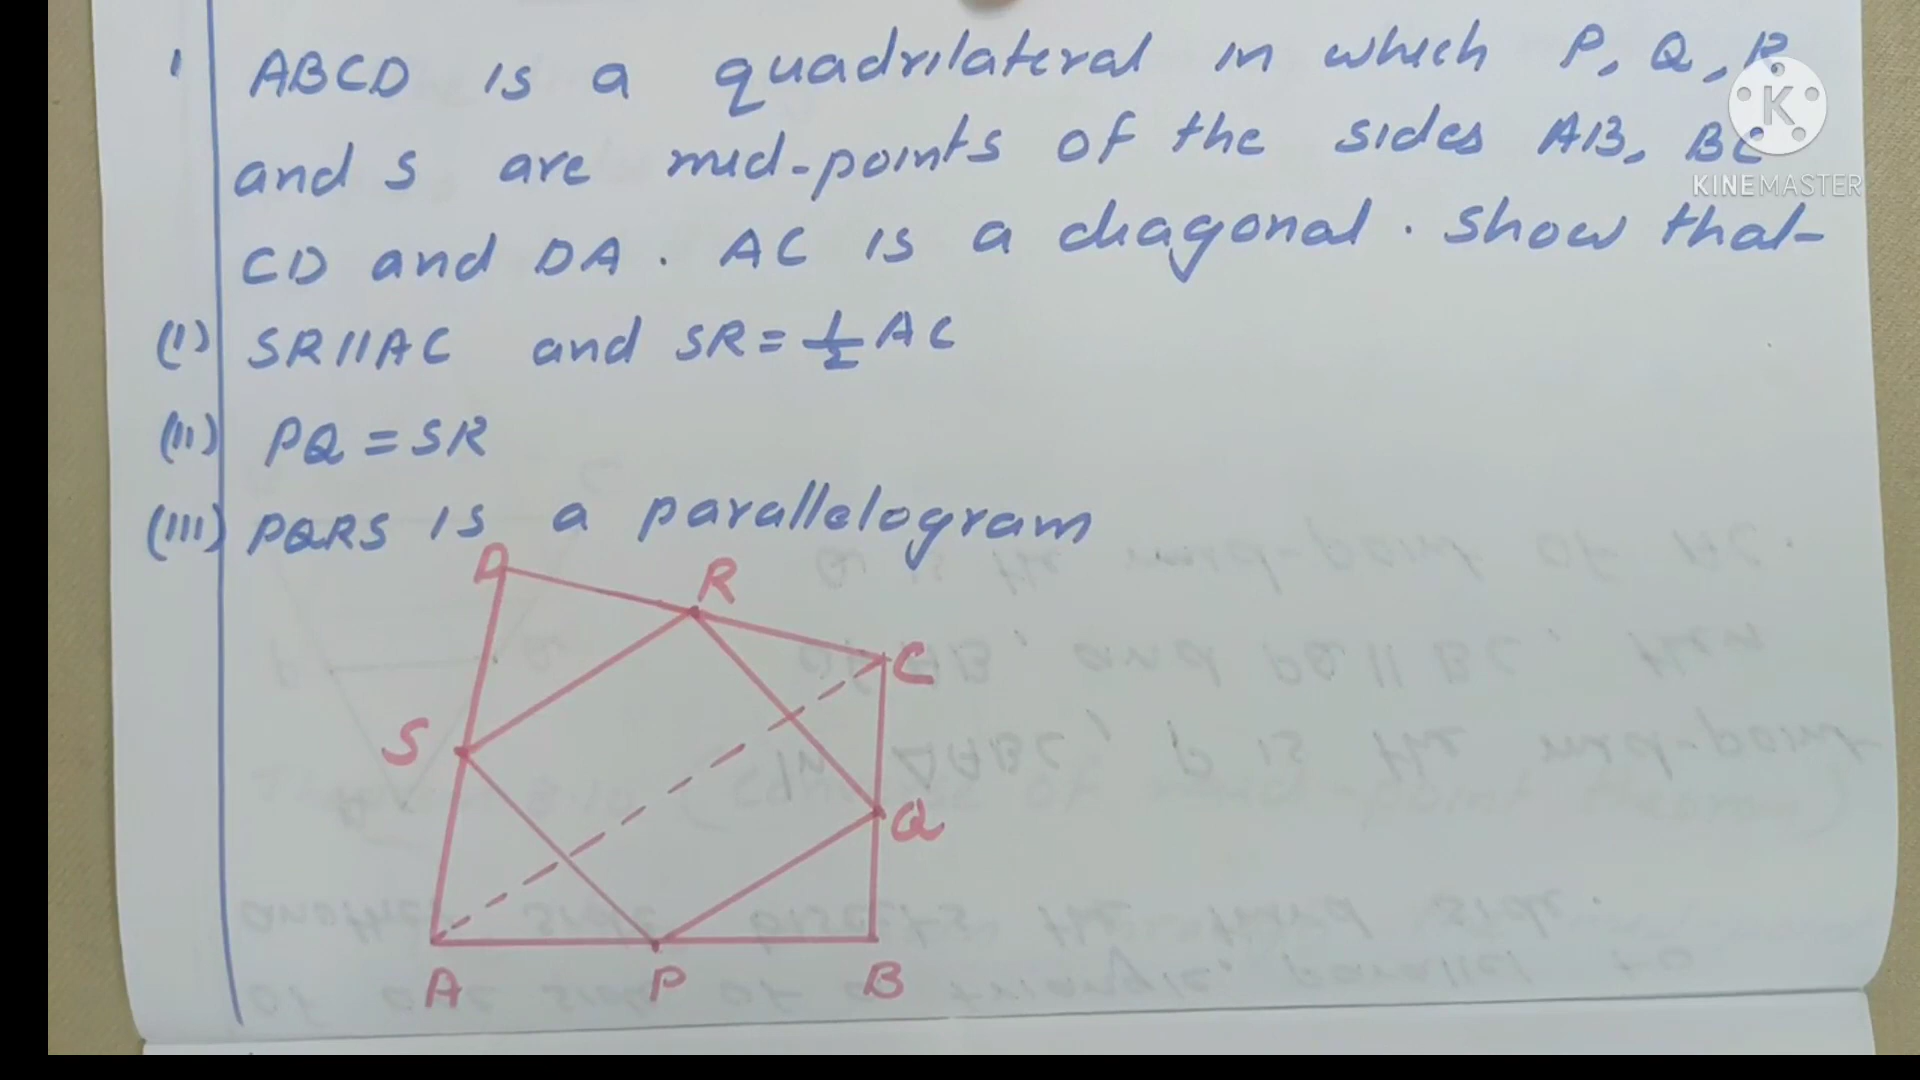 1 ABCD is a quadrilateral in which P, Q, R
and S are mid-points of the sides AB, BC
CD and DA. AC is a diagonal. Show that
(i) SR||AC and SR = 1/2 AC
(ii) PQ = SR
(iii) PQRS is a parallelogram
D
R
C
S
Q
A P B
K
KINEMASTER